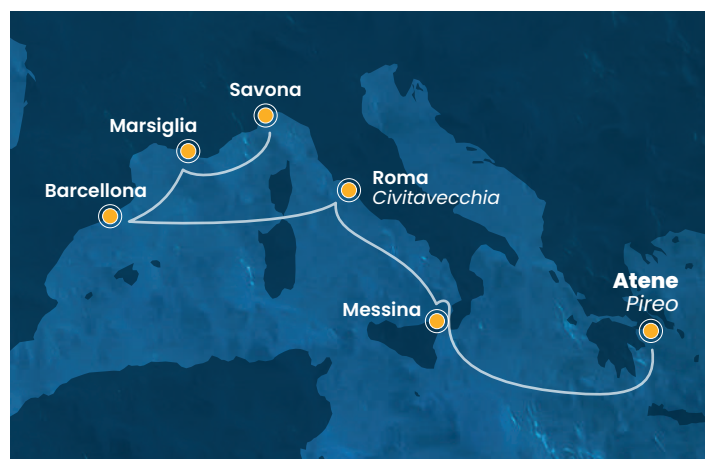 Savona
Marsiglia
Barcellona
Roma
Civitavecchia
Atene
Pireo
Messina